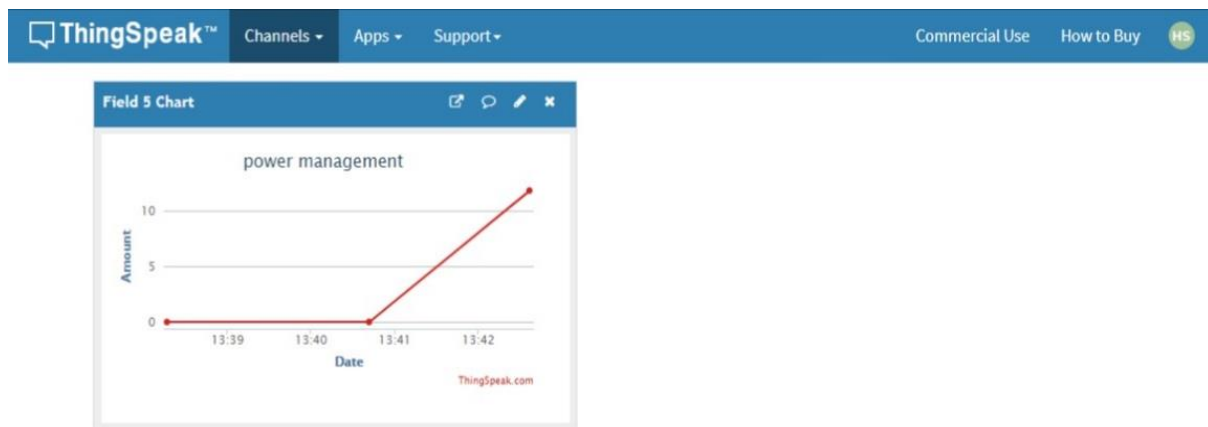 ThingSpeak™ Channels Apps Support Commercial Use How to Buy HS
Field 5 Chart
power management
10
5
0
Amount
13:39 13:40 13:41 13:42
Date
ThingSpeak.com